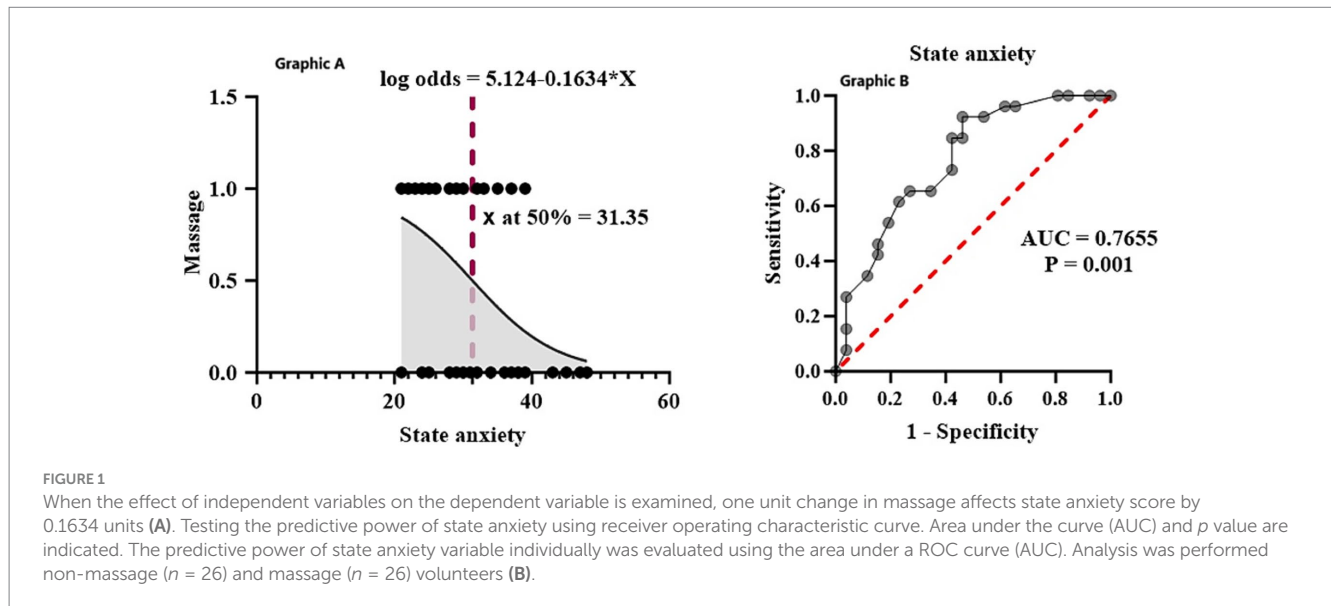 Graphic A
log odds = 5.124-0.1634*X
1.5
1.0
0.5
0.0
Massage
x at 50% = 31.35
0
20
40
60
State anxiety
State anxiety
Graphic B
1.0
0.8
0.6
0.4
0.2
0.0
Sensitivity
AUC = 0.7655
P = 0.001
0.0
0.2
0.4
0.6
0.8
1.0
1 - Specificity
FIGURE 1
When the effect of independent variables on the dependent variable is examined, one unit change in massage affects state anxiety score by
0.1634 units (A). Testing the predictive power of state anxiety using receiver operating characteristic curve. Area under the curve (AUC) and p value are
indicated. The predictive power of state anxiety variable individually was evaluated using the area under a ROC curve (AUC). Analysis was performed
non-massage (n = 26) and massage (n = 26) volunteers (B).